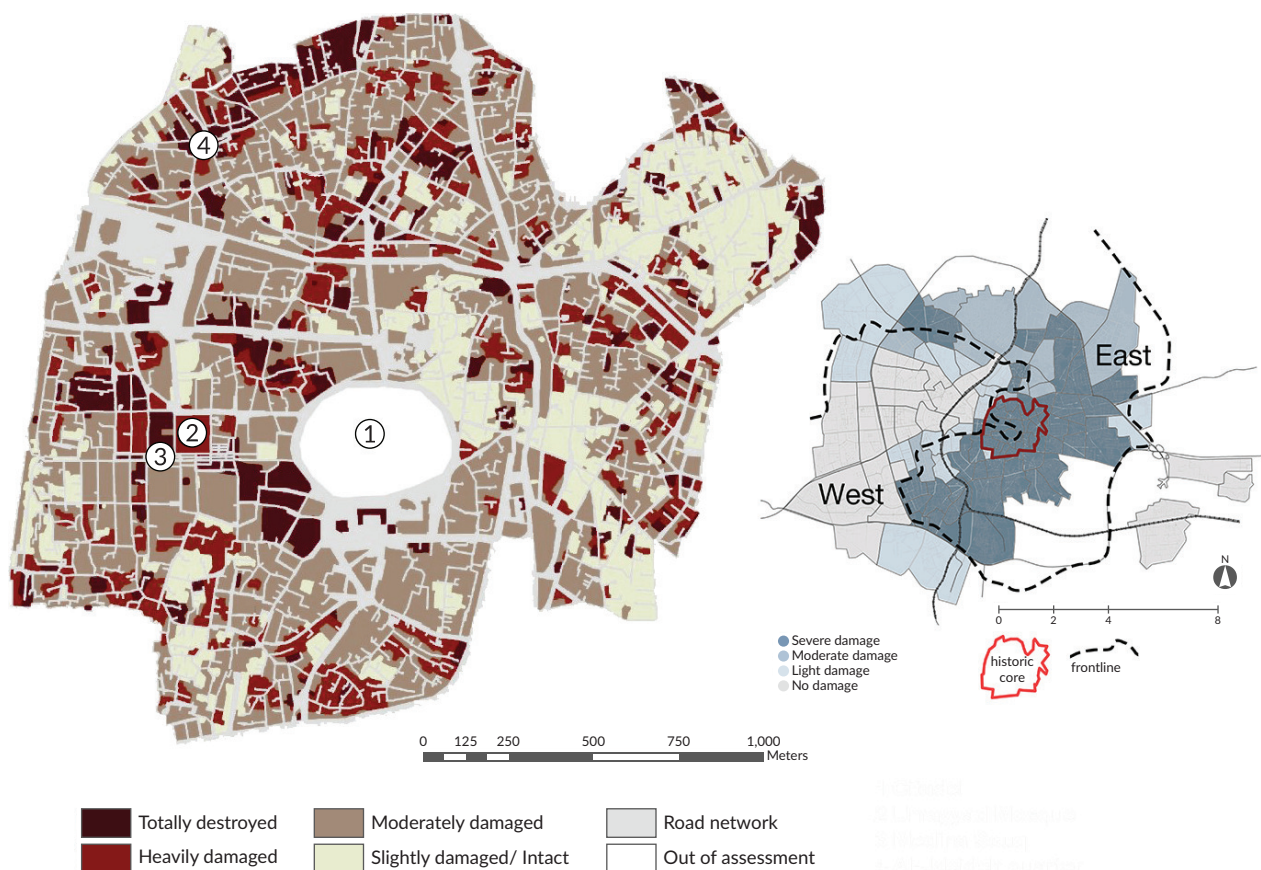 4
1
2
3
East
West
N
0 2 4 8
Severe damage
Moderate damage
Light damage
No damage
historic
core
frontline
0 125 250 500 750 1,000
Meters
Totally destroyed
Moderately damaged
Road network
Heavily damaged
Slightly damaged/ Intact
Out of assessment